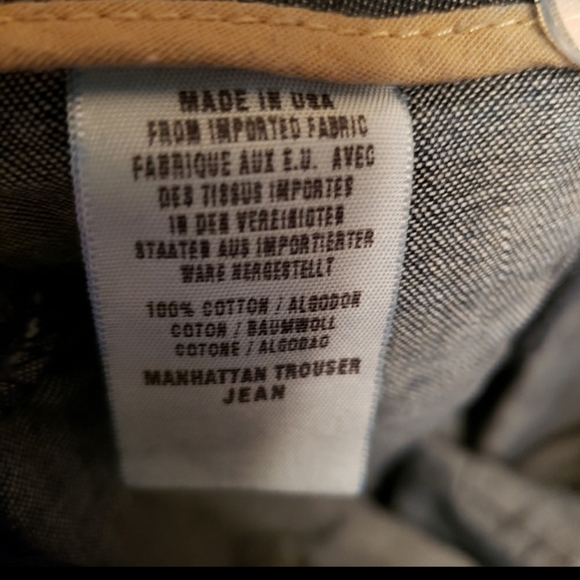 MADE IN USA
FROM IMPORTED FABRIC
FABRIQUE AUX E.U. AVEC
DES TISSUS IMPORTES
IN DEN VEREINIGTEN
STAATEN AUS IMPORTIERTER
WARE HERGESTELLT
100% COTTON / ALGODON
COTON / BAUMWOLL
COTONE / ALGODAO
MANHATTAN TROUSER
JEAN